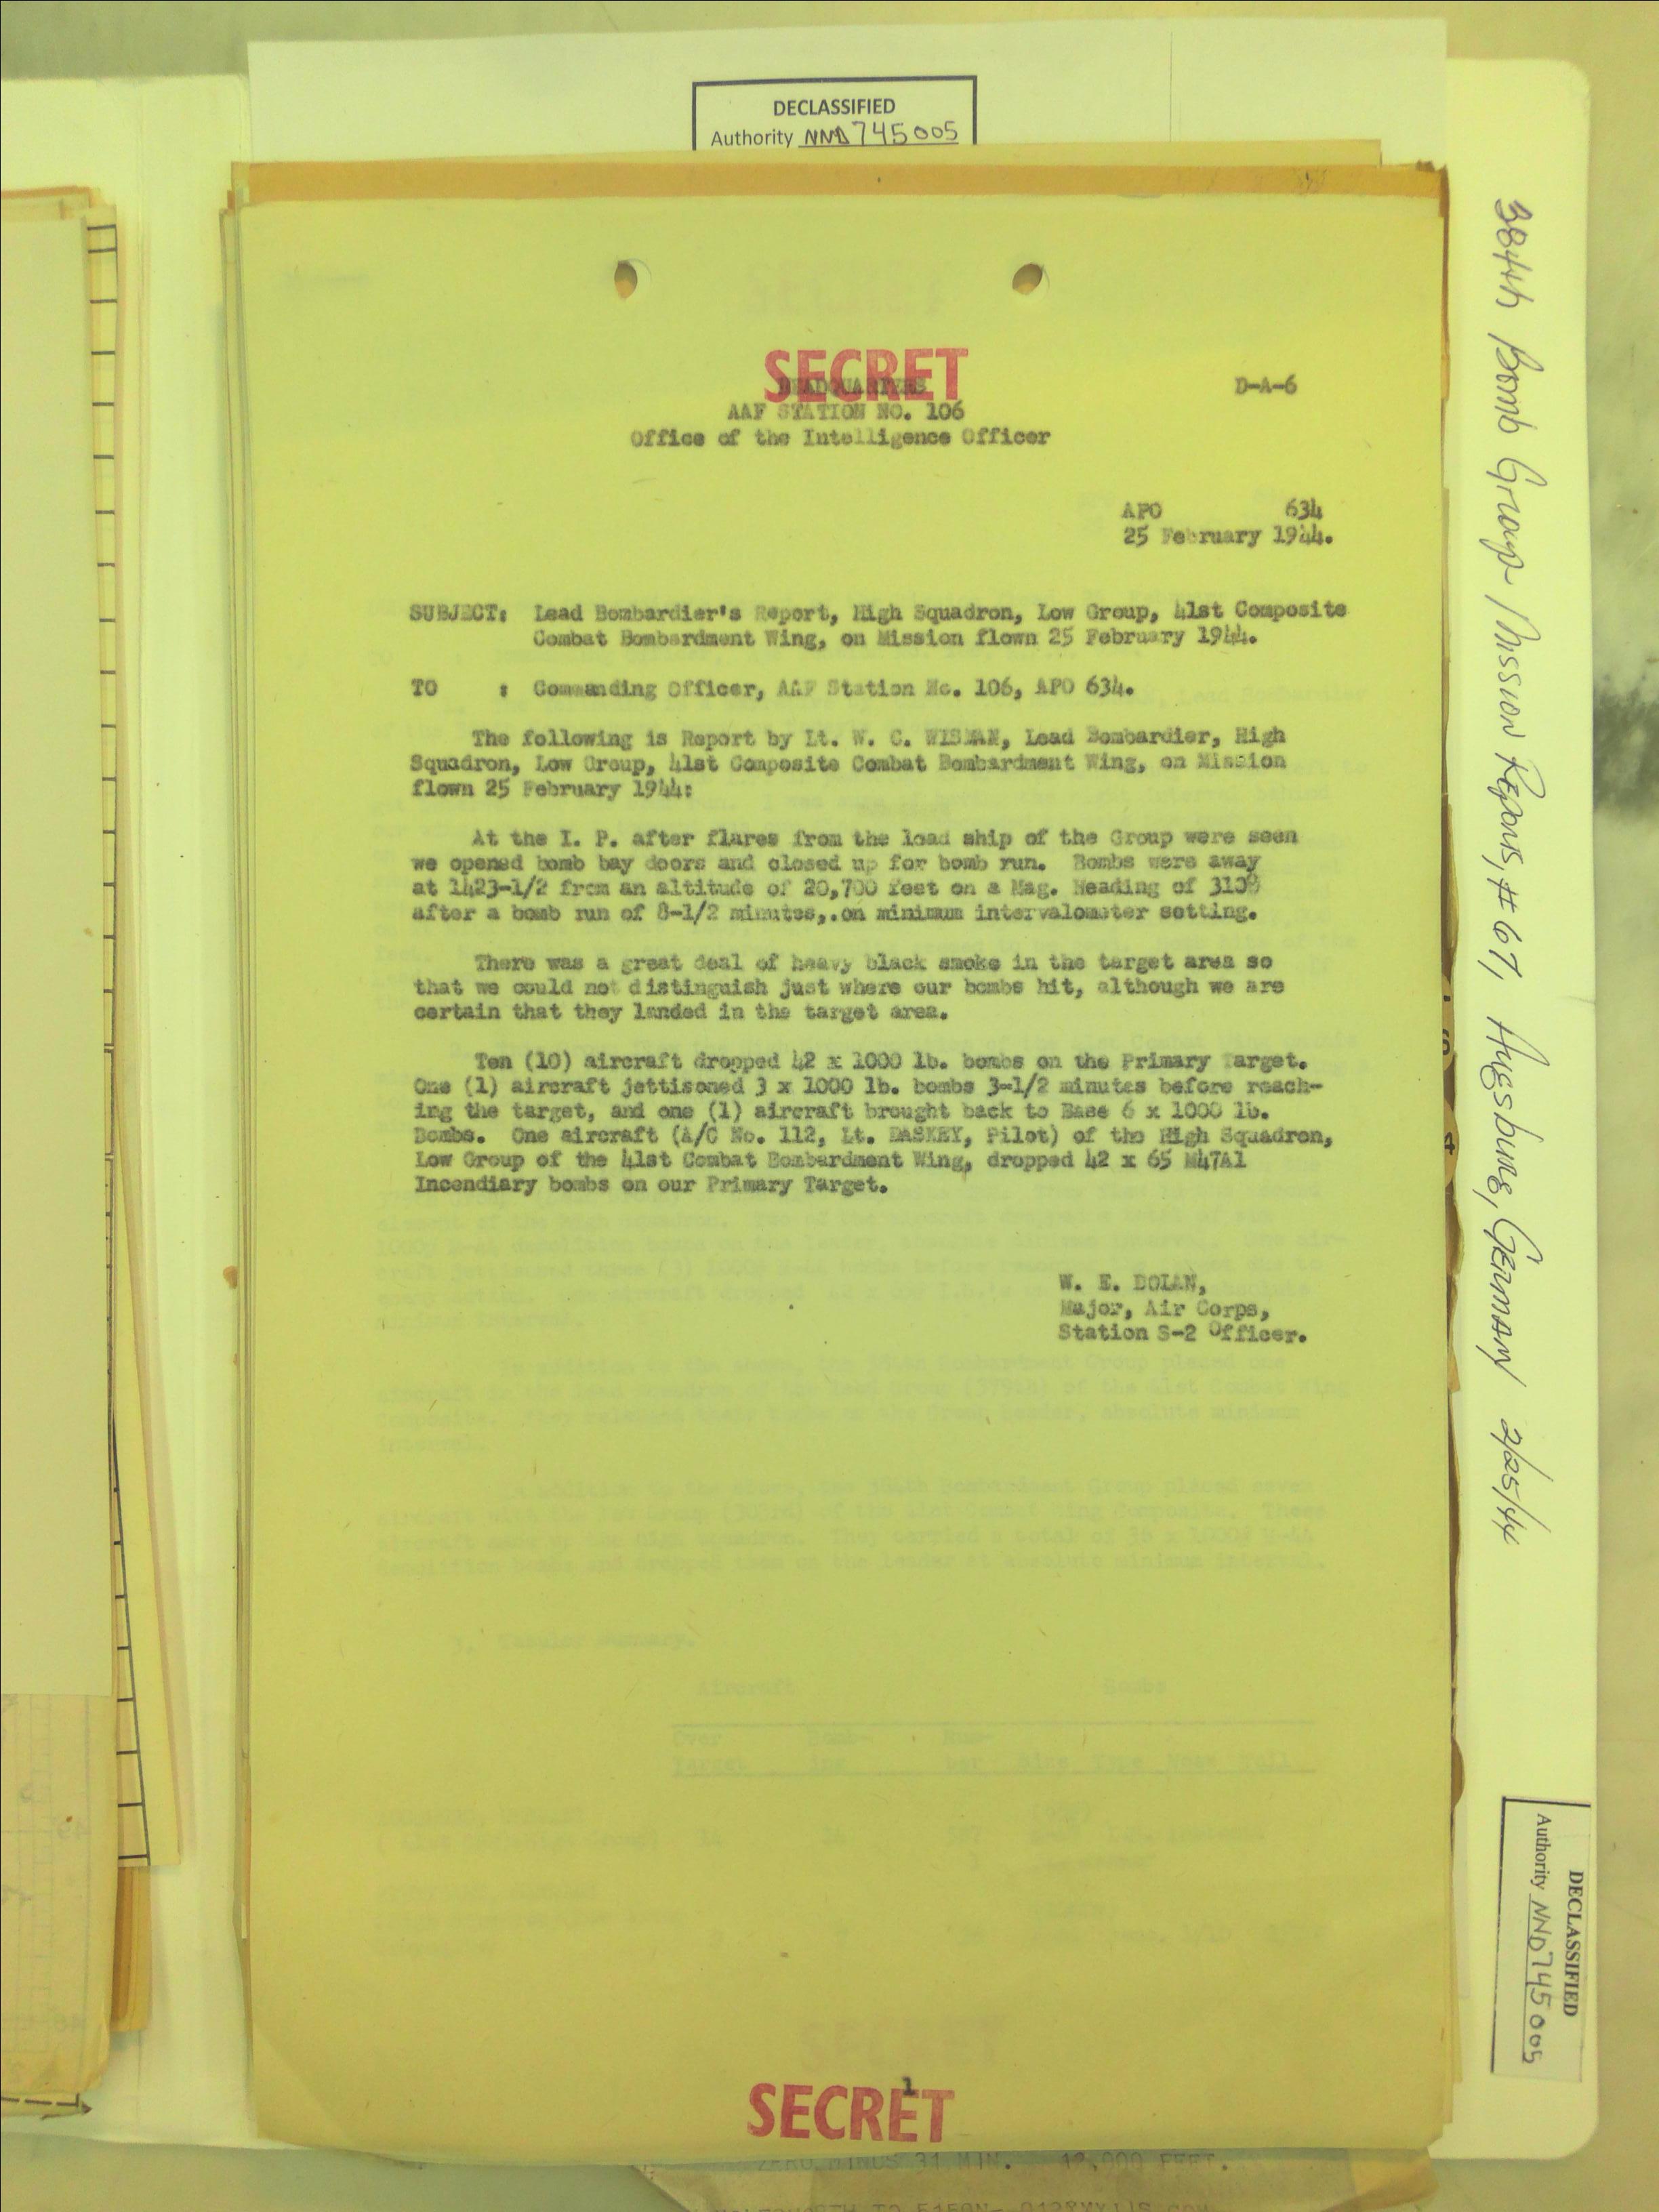 DECLASSIFIED
Authority NND 745005
SECRET
HEADQUARTERS
D-A-6
AAF STATION NO. 106
Office of the Intelligence Officer
APO 634
25 February 1944.
SUBJECT: Lead Bombardier's Report, High Squadron, Low Group, 41st Composite
Combat Bombardment Wing, on Mission flown 25 February 1944.
TO : Commanding Officer, AAF Station No. 106, APO 634.
The following is Report by Lt. W. C. WISMAN, Lead Bombardier, High
Squadron, Low Group, 41st Composite Combat Bombardment Wing, on Mission
flown 25 February 1944:
At the I. P. after flares from the lead ship of the Group were seen
we opened bomb bay doors and closed up for bomb run. Bombs were away
at 1423-1/2 from an altitude of 20,700 feet on a Mag. Heading of 310°
after a bomb run of 8-1/2 minutes,.on minimum intervalometer setting.
There was a great deal of heavy black smoke in the target area so
that we could not distinguish just where our bombs hit, although we are
certain that they landed in the target area.
Ten (10) aircraft dropped 42 x 1000 lb. bombs on the Primary Target.
One (1) aircraft jettisoned 3 x 1000 lb. bombs 3-1/2 minutes before reach-
ing the target, and one (1) aircraft brought back to Base 6 x 1000 lb.
Bombs. One aircraft (A/C No. 112, Lt. DASKEY, Pilot) of the High Squadron,
Low Group of the 41st Combat Bombardment Wing, dropped 42 x 65 M47A1
Incendiary bombs on our Primary Target.
W. E. DOLAN,
Major, Air Corps,
Station S-2 Officer.
1
SECRET
384th Bomb Group - Mission Reports, #67, Augsburg, Germany 2/25/44
DECLASSIFIED
Authority NND 745005
ZERO MINUS 31 MIN. 12,000 FEET.